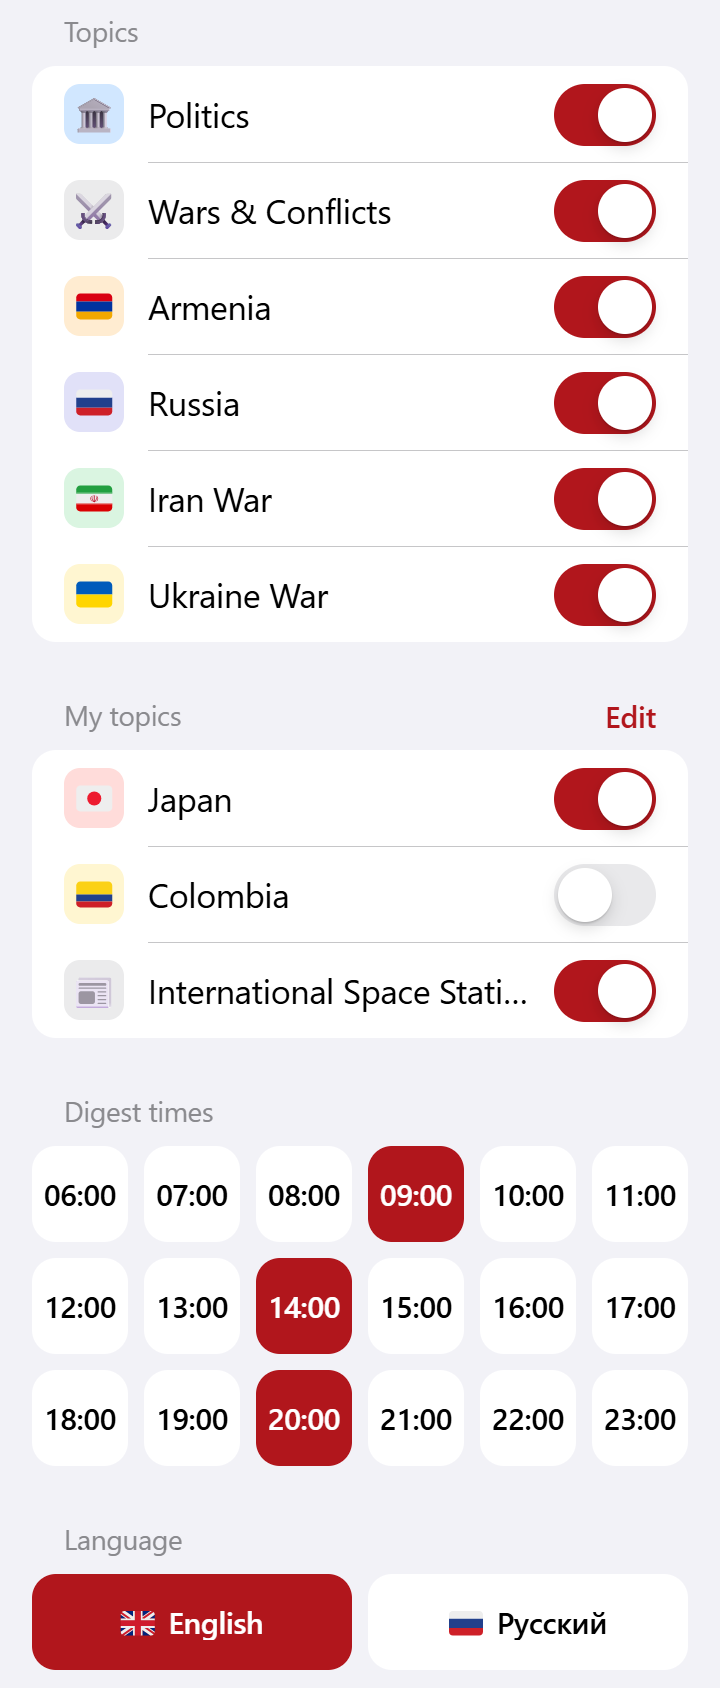 Topics
Politics
Wars & Conflicts
Armenia
Russia
Iran War
Ukraine War
My topics Edit
Japan
Colombia
International Space Stati...
Digest times
06:00 07:00 08:00 09:00 10:00 11:00
12:00 13:00 14:00 15:00 16:00 17:00
18:00 19:00 20:00 21:00 22:00 23:00
Language
English Русский